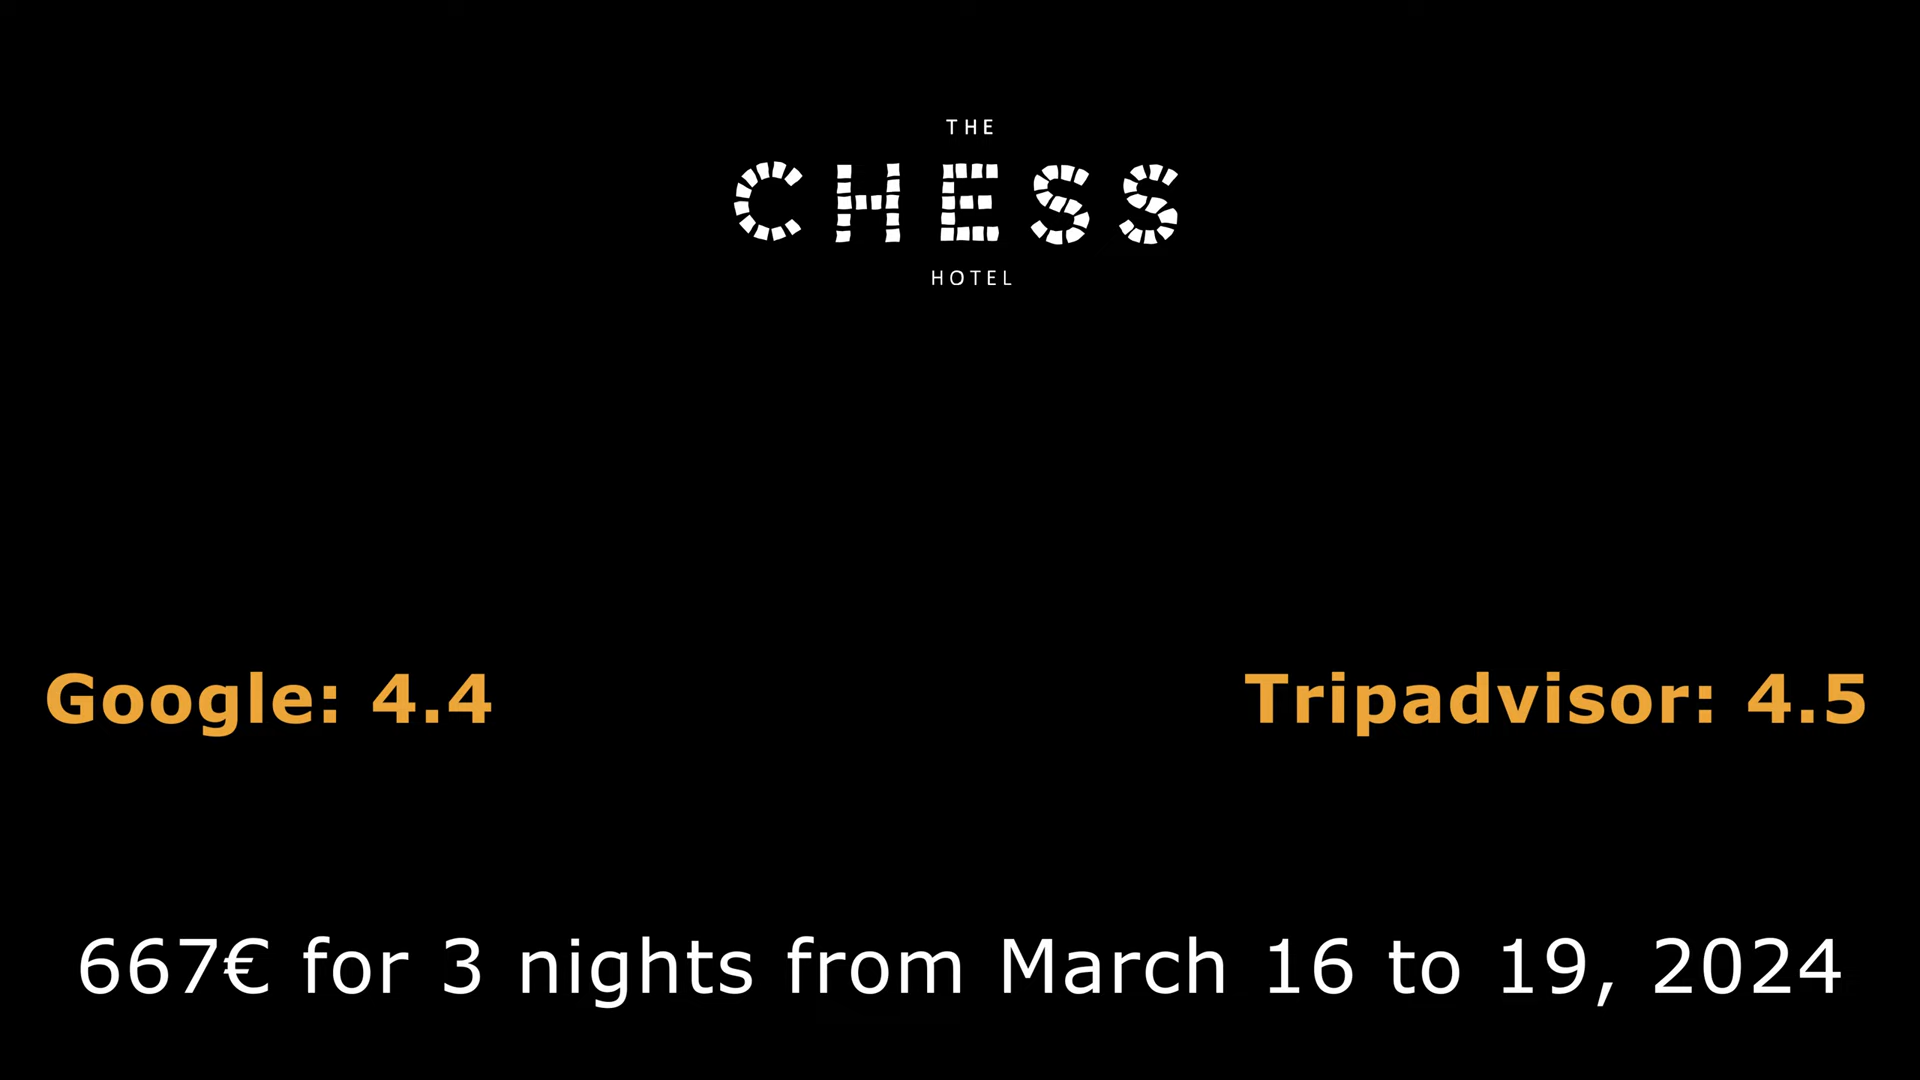 THE
CHESS
HOTEL
Google: 4.4
Tripadvisor: 4.5
667€ for 3 nights from March 16 to 19, 2024